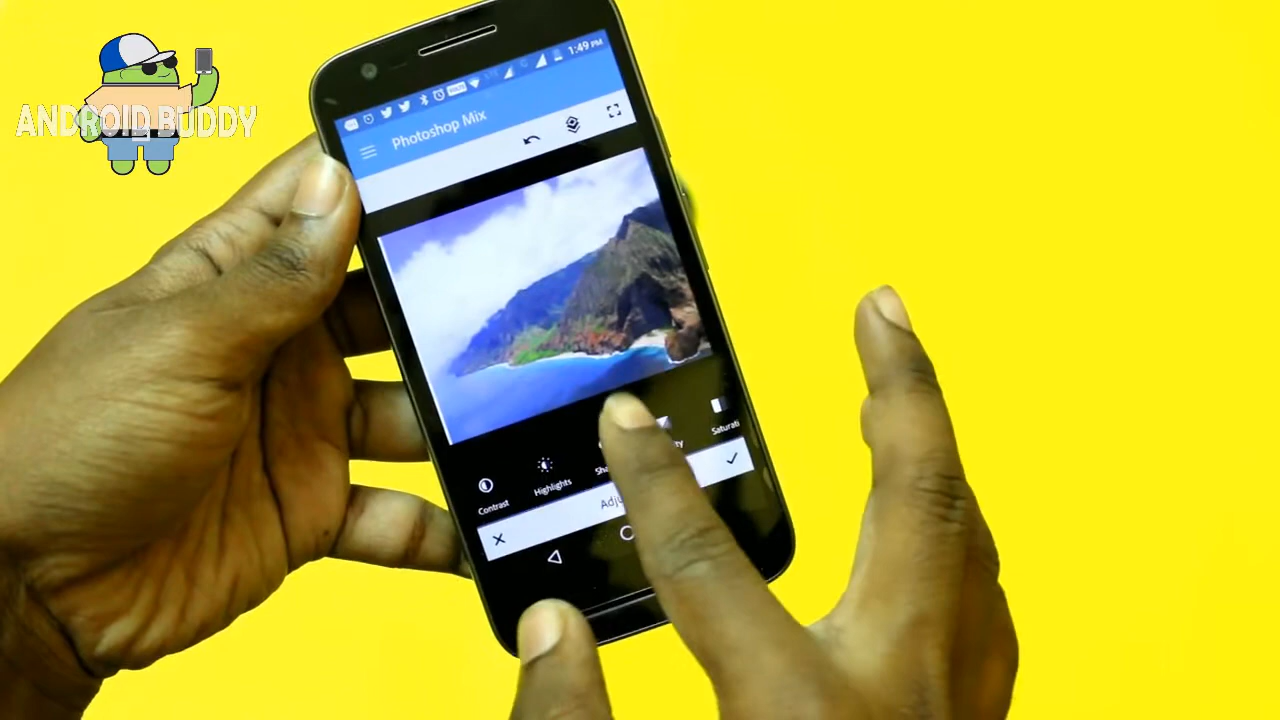 ANDROID BUDDY
1:49 PM
Photoshop Mix
Saturati
Highlights
Contrast